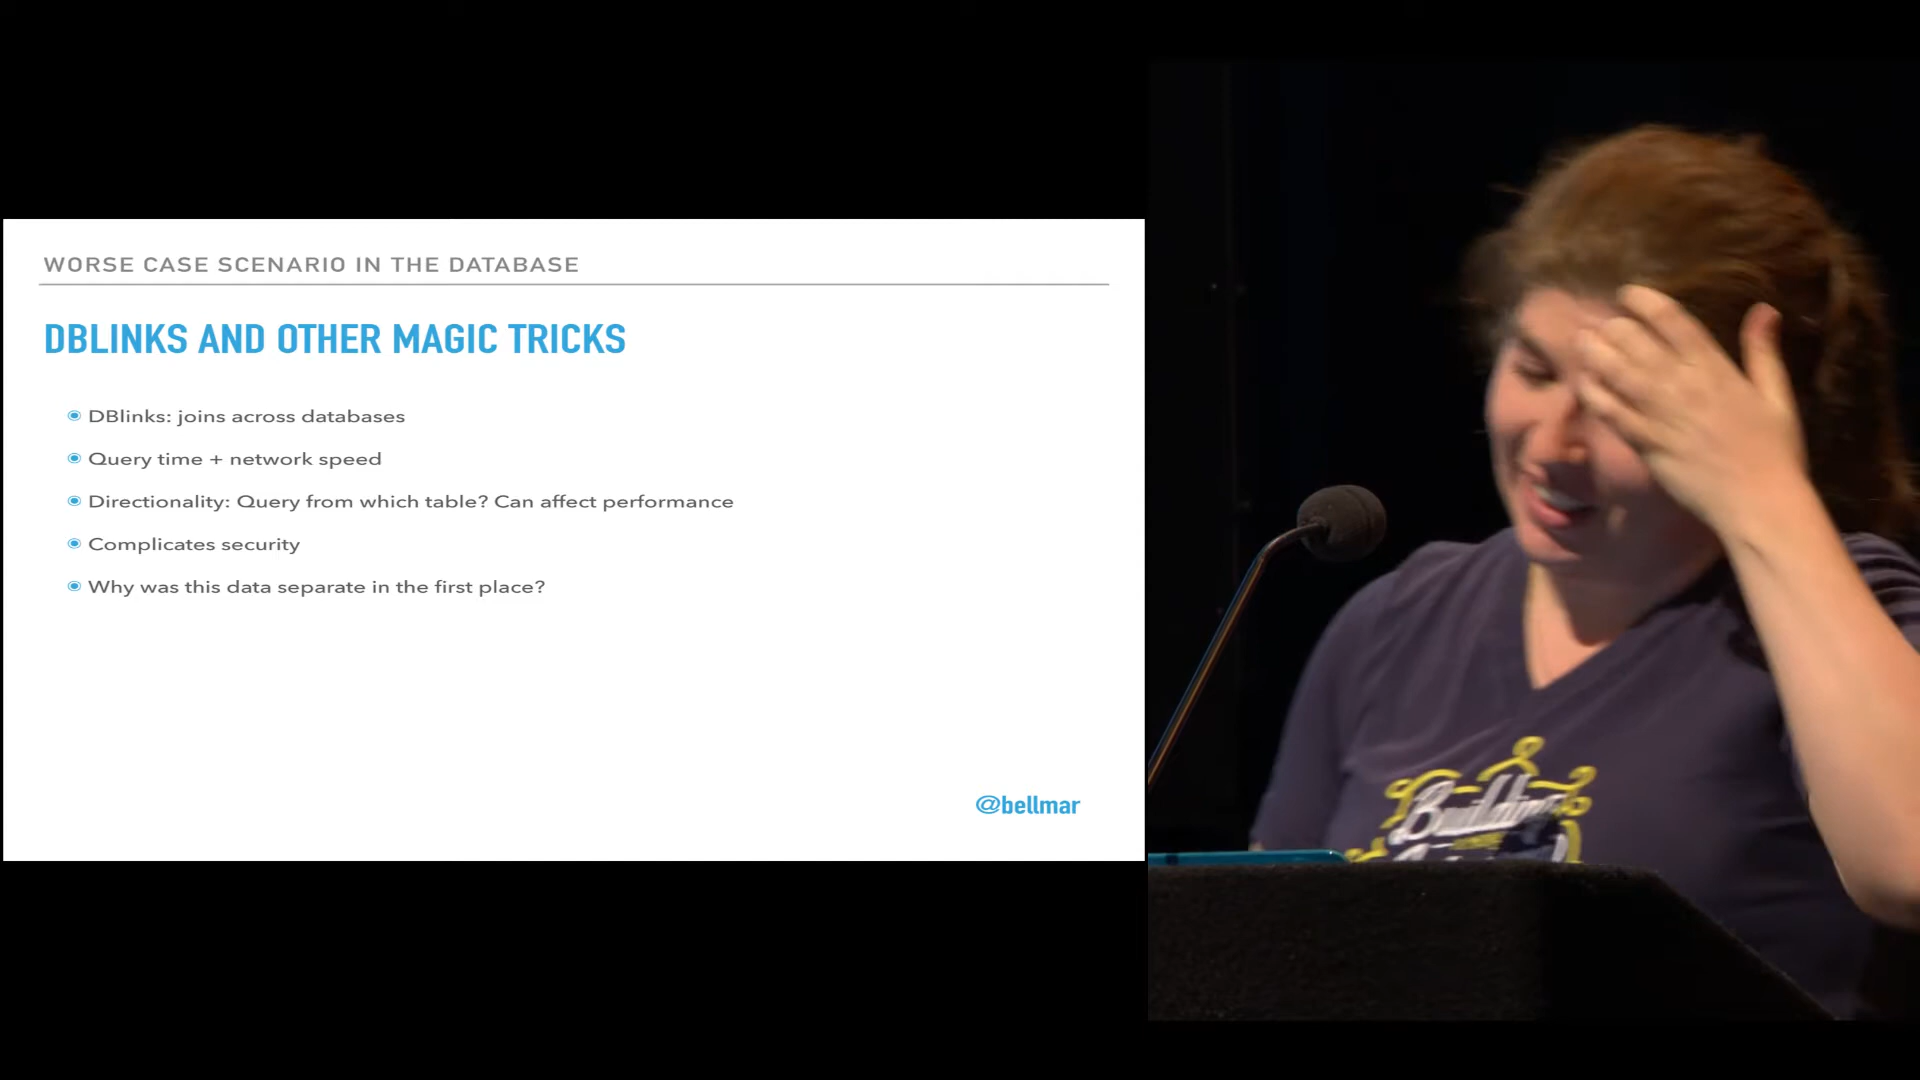 WORSE CASE SCENARIO IN THE DATABASE
DBLINKS AND OTHER MAGIC TRICKS
DBlinks: joins across databases
Query time + network speed
Directionality: Query from which table? Can affect performance
Complicates security
Why was this data separate in the first place?
@bellmar
Building